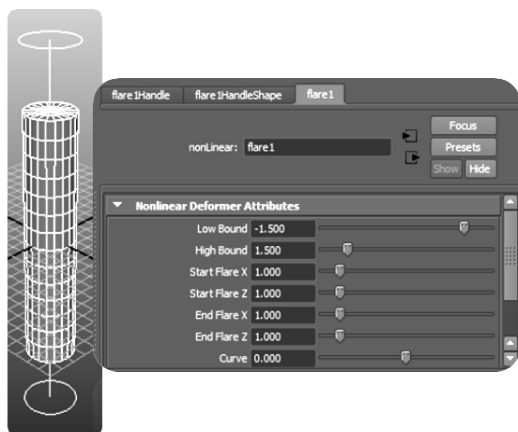 flare1Handle flare1HandleShape flare1
Focus
nonLinear: flare1 Presets
Show Hide
Nonlinear Deformer Attributes
Low Bound -1.500
High Bound 1.500
Start Flare X 1.000
Start Flare Z 1.000
End Flare X 1.000
End Flare Z 1.000
Curve 0.000